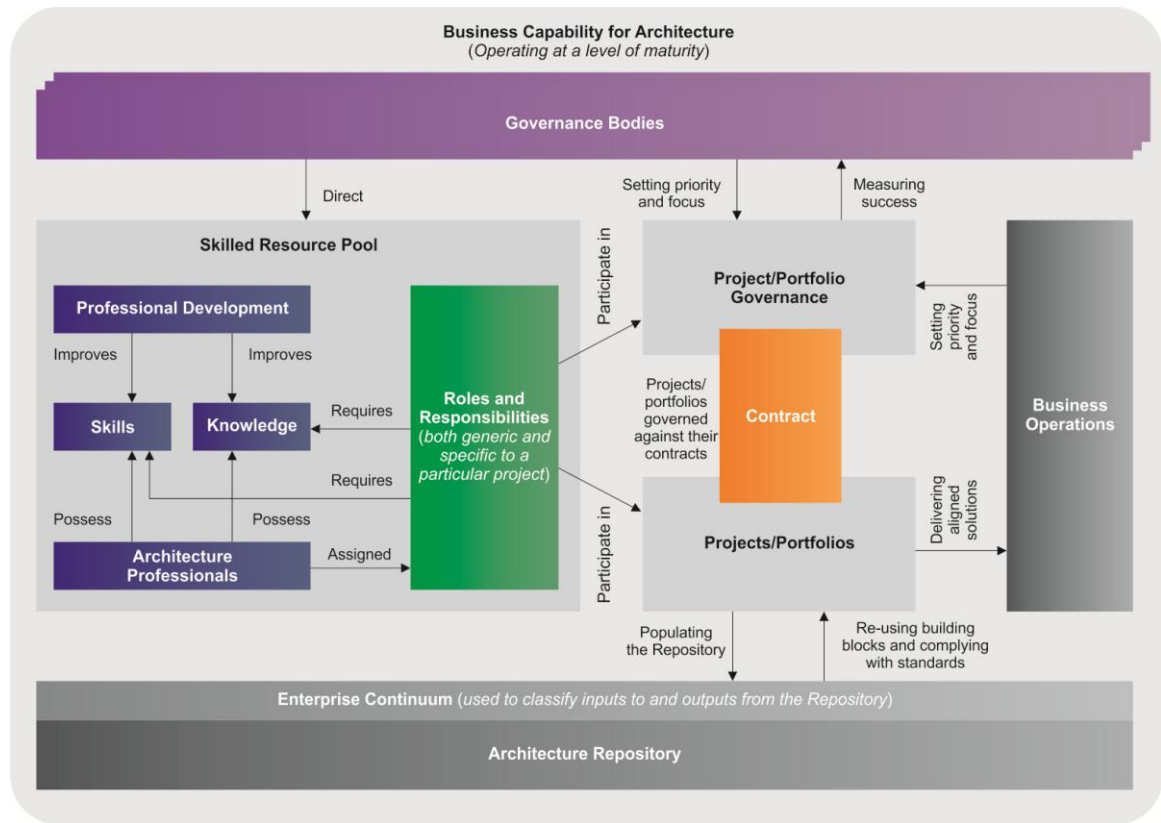 Business Capability for Architecture
(Operating at a level of maturity)
Governance Bodies
Direct
Setting priority
and focus
Measuring
success
Skilled Resource Pool
Professional Development
Improves
Improves
Skills
Knowledge
Requires
Requires
Possess
Possess
Architecture
Professionals
Assigned
Roles and
Responsibilities
(both generic and
specific to a
particular project)
Participate in
Participate in
Project/Portfolio
Governance
Projects/
portfolios
governed
against their
contracts
Contract
Projects/Portfolios
Setting
priority
and focus
Delivering
aligned
solutions
Business
Operations
Populating
the Repository
Re-using building
blocks and complying
with standards
Enterprise Continuum (used to classify inputs to and outputs from the Repository)
Architecture Repository